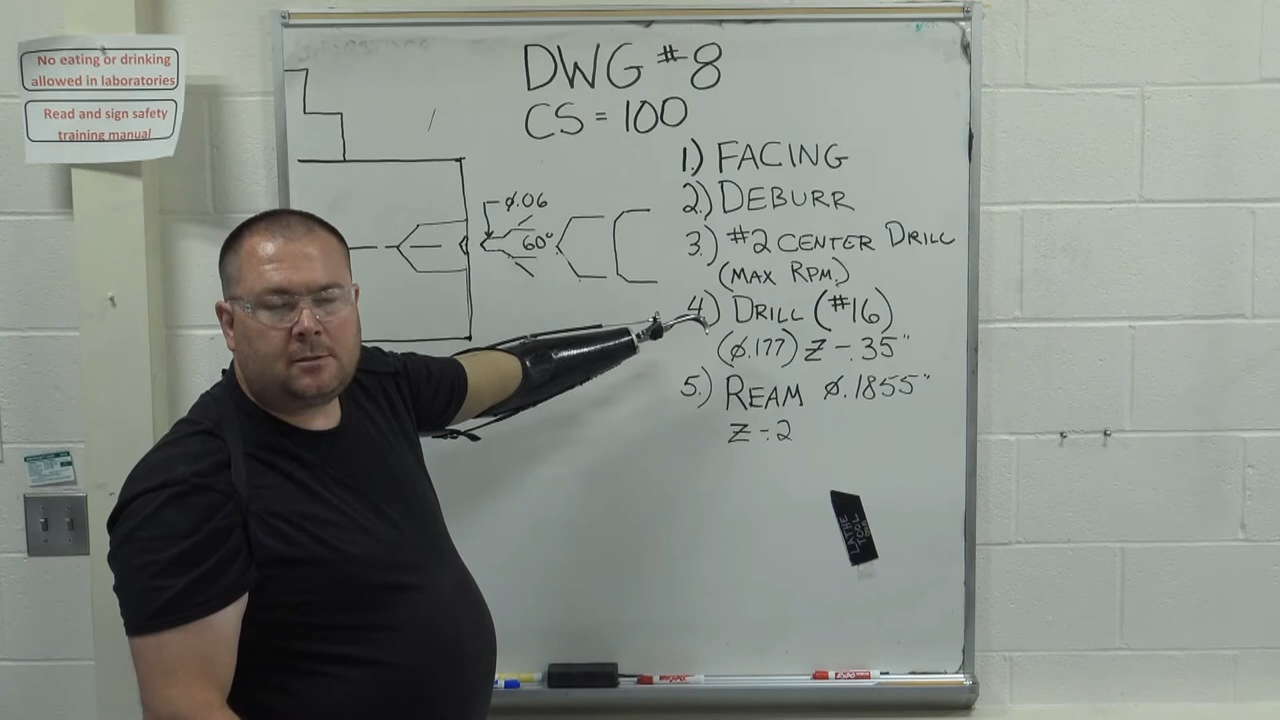 No eating or drinking
allowed in laboratories
Read and sign safety
training manual
DWG #8
CS = 100
1.) FACING
2.) DEBURR
3.) #2 CENTER DRILL
(MAX RPM.)
4.) DRILL (#16)
(Ø.177) Z -.35"
5.) REAM Ø.1855"
Z -.2
Ø.06
60°
LATHE
TOOL